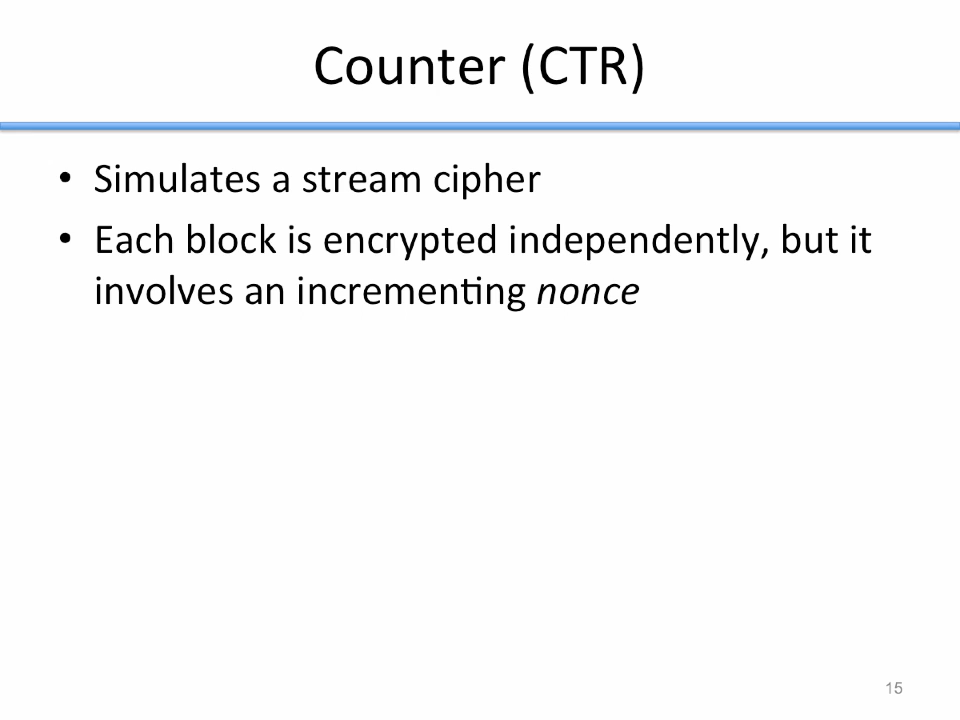 Counter (CTR)
• Simulates a stream cipher
• Each block is encrypted independently, but it
involves an incrementing nonce
15